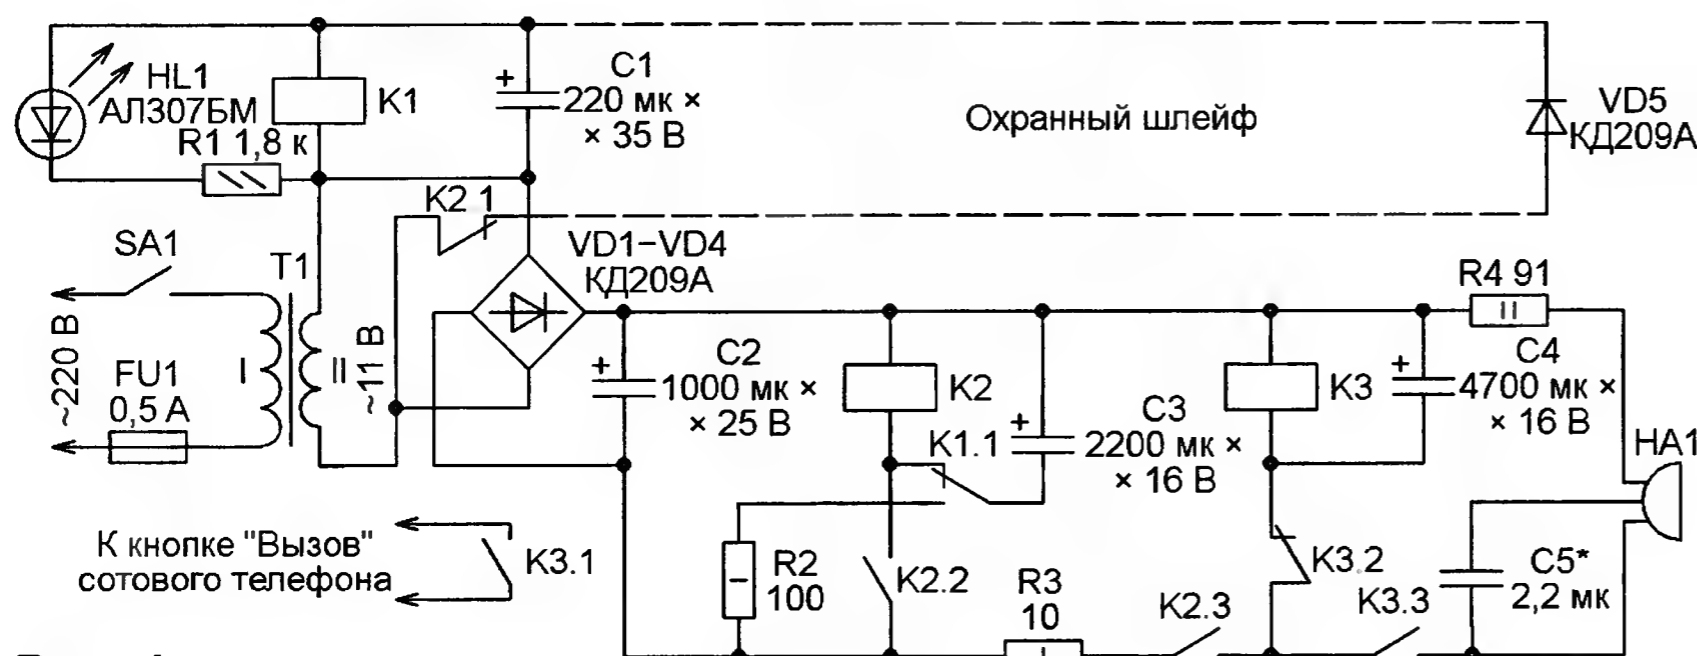 HL1
АЛ307БМ
R1 1,8 к
K1
C1
220 мк ×
× 35 В
Охранный шлейф
VD5
КД209А
K2 1
SA1
T1
VD1–VD4
КД209А
R4 91
~220 В
FU1
0,5 А
I
II
~11 В
C2
1000 мк ×
× 25 В
K2
K1.1
C3
2200 мк ×
× 16 В
K3
C4
4700 мк ×
× 16 В
HA1
К кнопке "Вызов"
сотового телефона
K3.1
R2
100
K2.2
R3
10
K2.3
K3.2
K3.3
C5*
2,2 мк